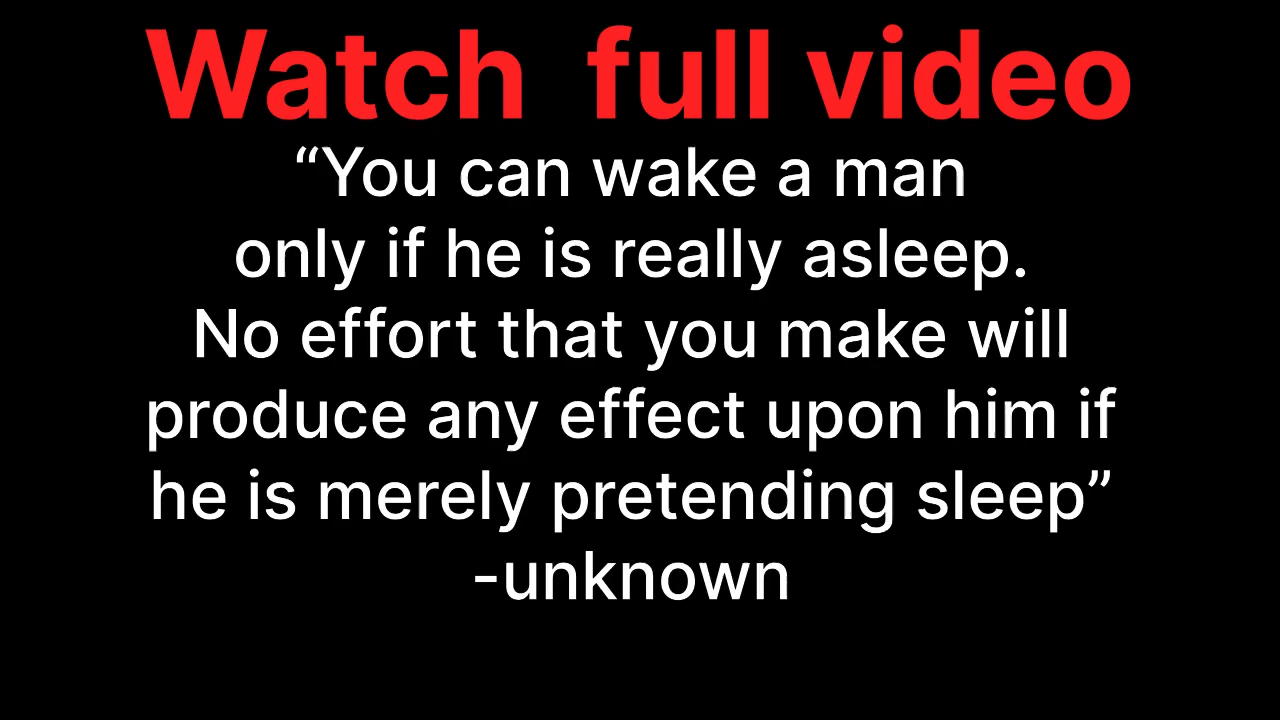 Watch  full video
“You can wake a man
only if he is really asleep.
No effort that you make will
produce any effect upon him if
he is merely pretending sleep”
-unknown